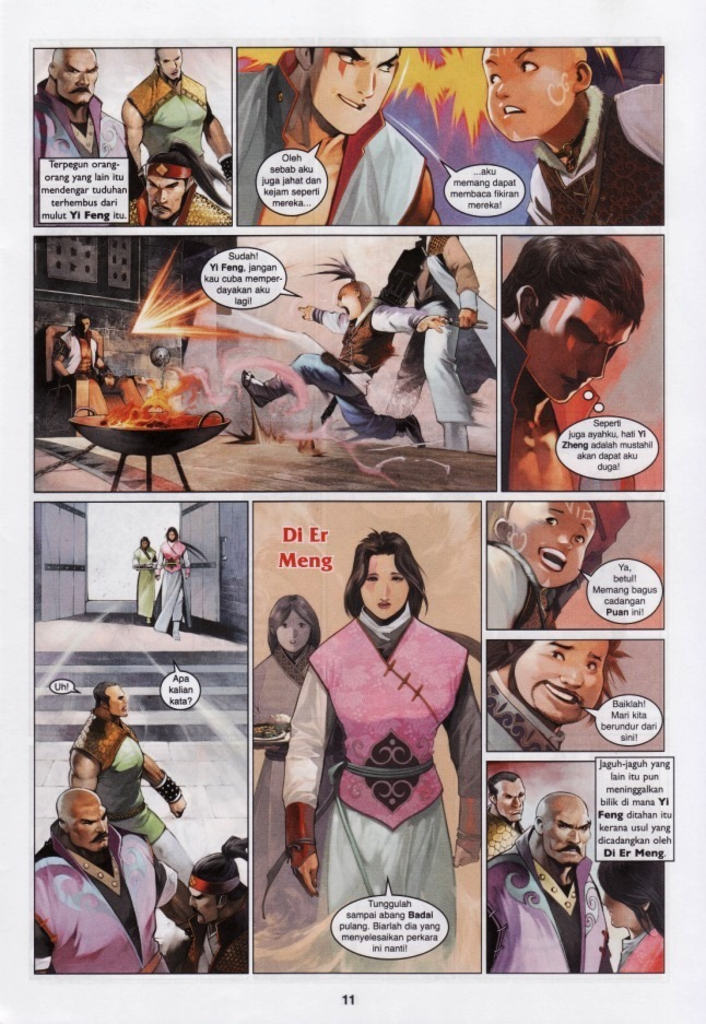 Terpegun orang-
orang yang lain itu
mendengar tuduhan
terhembus dari
mulut Yi Feng itu.
Oleh
sebab aku
juga jahat dan
kejam seperti
mereka...
...aku
memang dapat
membaca fikiran
mereka!
Sudah!
Yi Feng, jangan
kau cuba memper-
dayakan aku
lagi!
Seperti
juga ayahku, hati Yi
Zheng adalah mustahil
akan dapat aku
duga!
Apa
kalian
kata?
Uh!
Di Er
Meng
Tunggulah
sampai abang Badai
pulang. Biarlah dia yang
menyelesaikan perkara
ini nanti!
Ya,
betul!
Memang bagus
cadangan
Puan ini!
Baiklah!
Mari kita
berundur dari
sini!
Jaguh-jaguh yang
lain itu pun
meninggalkan
bilik di mana Yi
Feng ditahan itu
kerana usul yang
dicadangkan oleh
Di Er Meng.
11